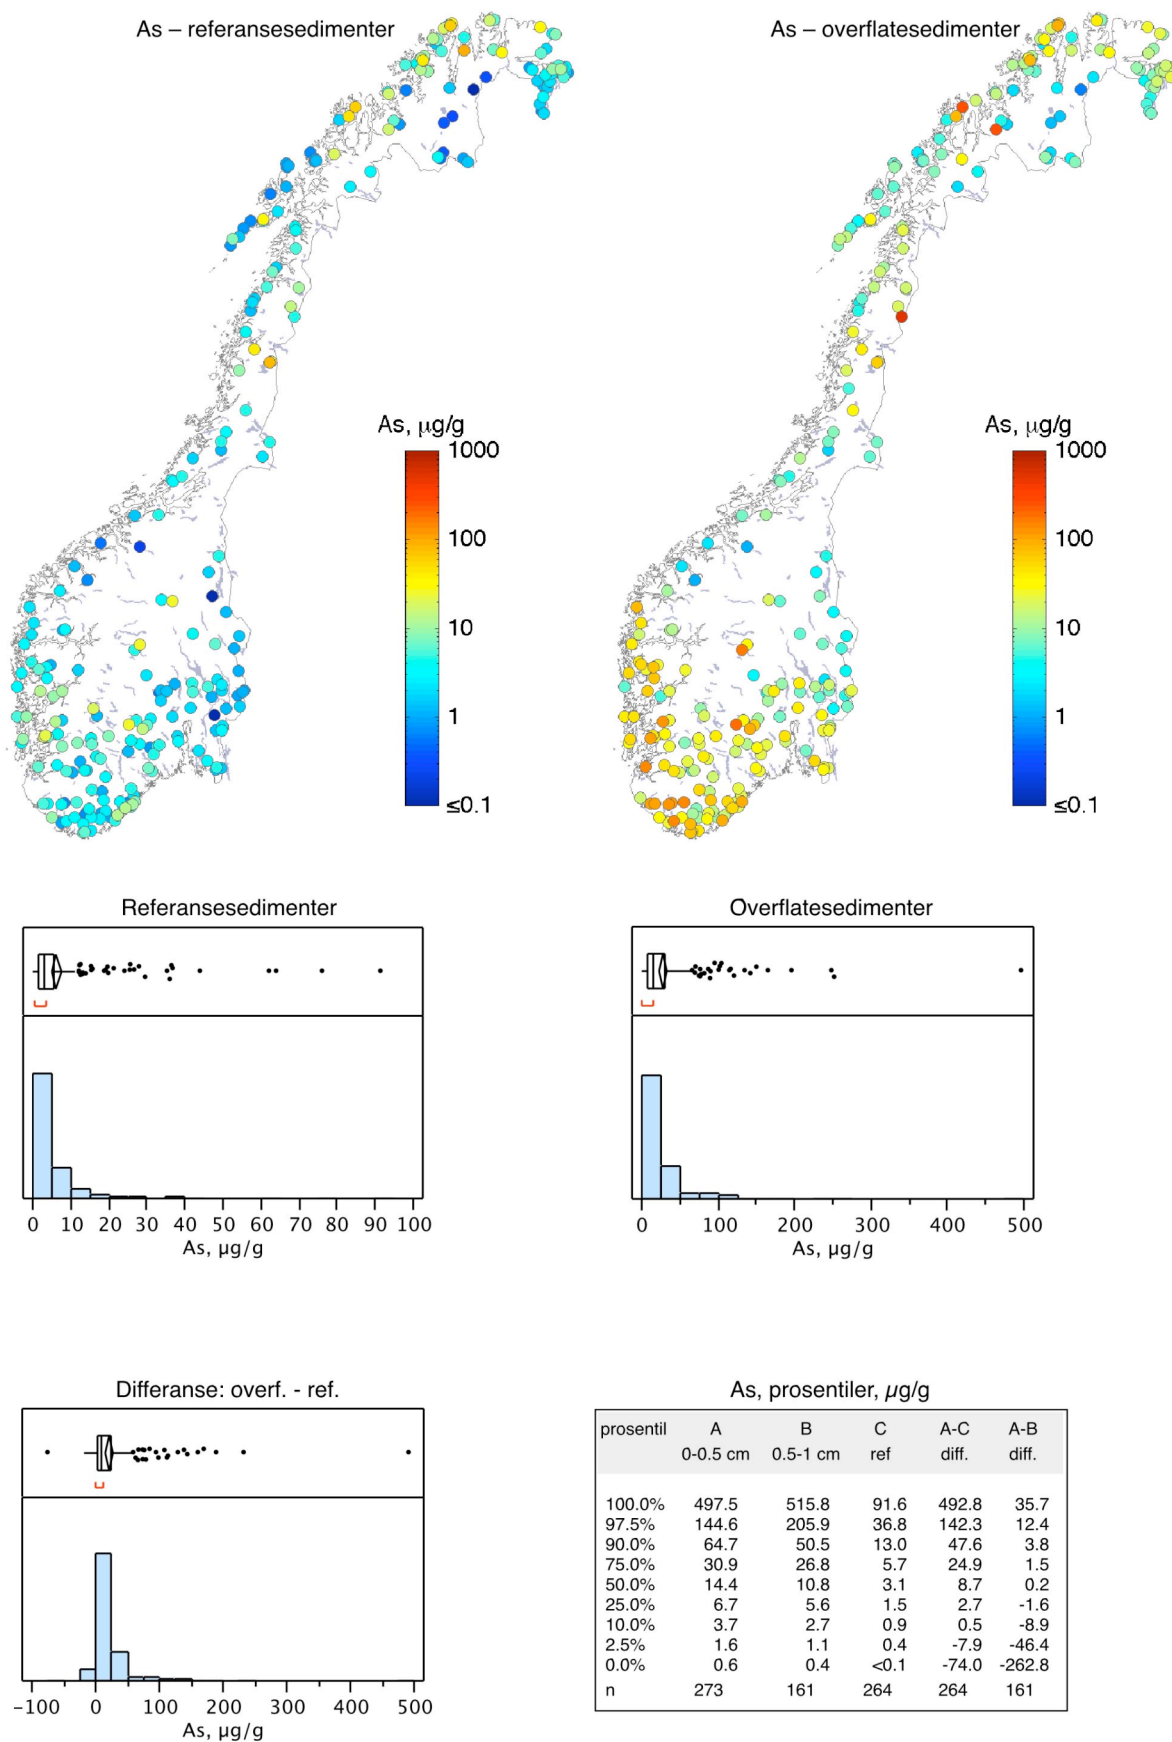 As – referansesedimenter
As – overflatesedimenter
As, µg/g
1000
100
10
1
≤0.1
As, µg/g
1000
100
10
1
≤0.1
Referansesedimenter
0 10 20 30 40 50 60 70 80 90 100
As, µg/g
Overflatesedimenter
0 100 200 300 400 500
As, µg/g
Differanse: overf. - ref.
−100 0 100 200 300 400 500
As, µg/g
As, prosentiler, µg/g
prosentil A B C A-C A-B
0-0.5 cm 0.5-1 cm ref diff. diff.
100.0% 497.5 515.8 91.6 492.8 35.7
97.5% 144.6 205.9 36.8 142.3 12.4
90.0% 64.7 50.5 13.0 47.6 3.8
75.0% 30.9 26.8 5.7 24.9 1.5
50.0% 14.4 10.8 3.1 8.7 0.2
25.0% 6.7 5.6 1.5 2.7 -1.6
10.0% 3.7 2.7 0.9 0.5 -8.9
2.5% 1.6 1.1 0.4 -7.9 -46.4
0.0% 0.6 0.4 <0.1 -74.0 -262.8
n 273 161 264 264 161